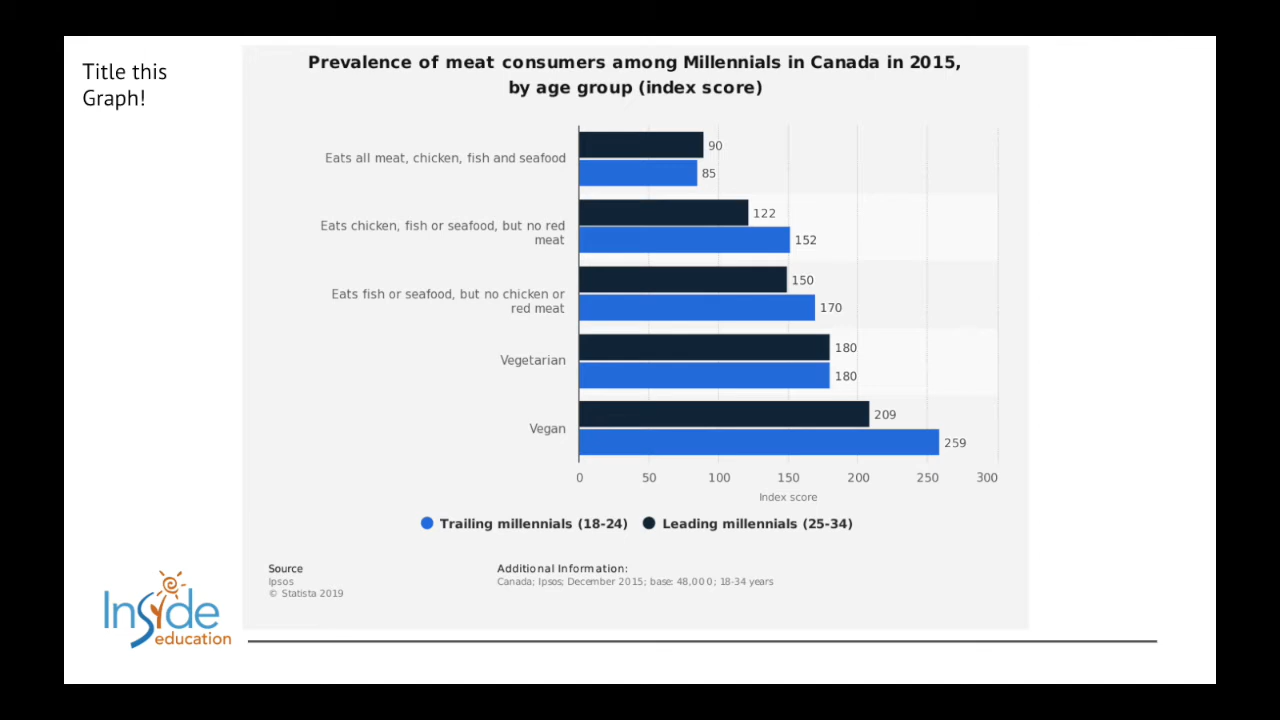 Title this
Graph!
Prevalence of meat consumers among Millennials in Canada in 2015,
by age group (index score)
Eats all meat, chicken, fish and seafood
90
85
Eats chicken, fish or seafood, but no red
meat
122
152
Eats fish or seafood, but no chicken or
red meat
150
170
Vegetarian
180
180
Vegan
209
259
0 50 100 150 200 250 300
Index score
Trailing millennials (18-24) Leading millennials (25-34)
Source
Ipsos
© Statista 2019
Additional Information:
Canada; Ipsos; December 2015; base: 48,000; 18-34 years
Inside
education